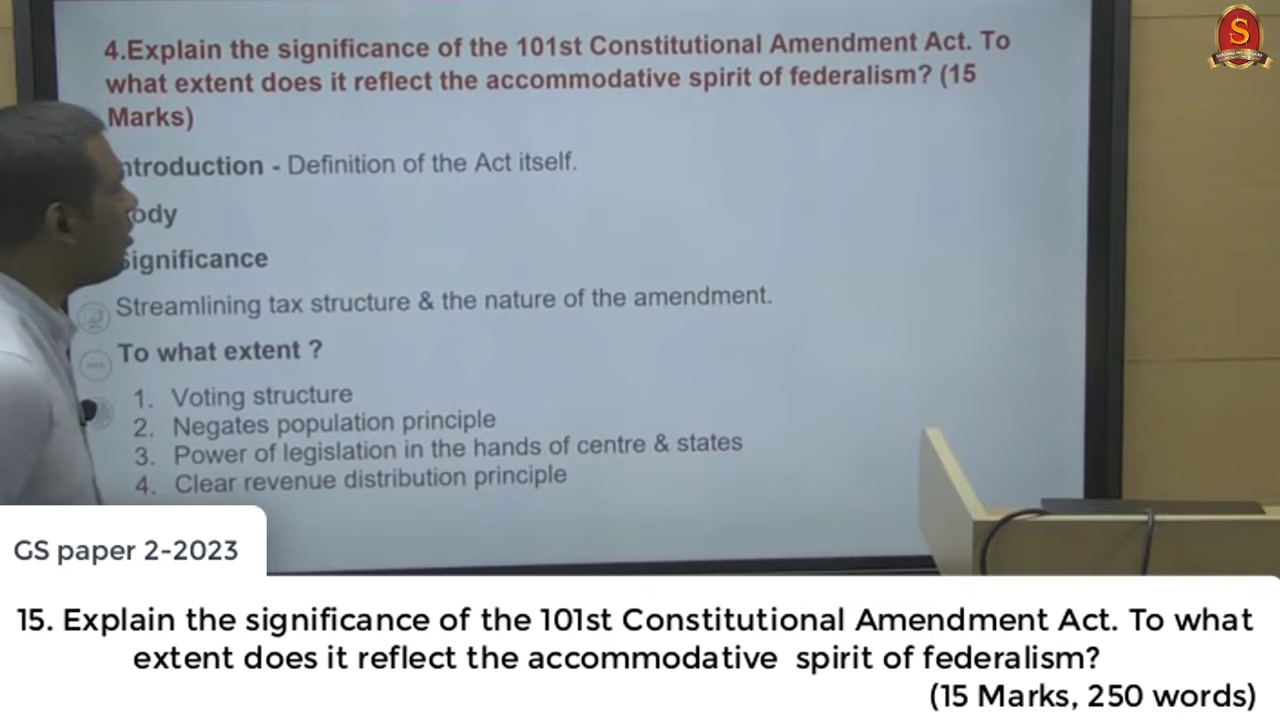 4.Explain the significance of the 101st Constitutional Amendment Act. To
what extent does it reflect the accommodative spirit of federalism? (15
Marks)
ntroduction - Definition of the Act itself.
ody
Significance
Streamlining tax structure & the nature of the amendment.
To what extent ?
1. Voting structure
2. Negates population principle
3. Power of legislation in the hands of centre & states
4. Clear revenue distribution principle
S
GS paper 2-2023
15. Explain the significance of the 101st Constitutional Amendment Act. To what
extent does it reflect the accommodative spirit of federalism?
(15 Marks, 250 words)